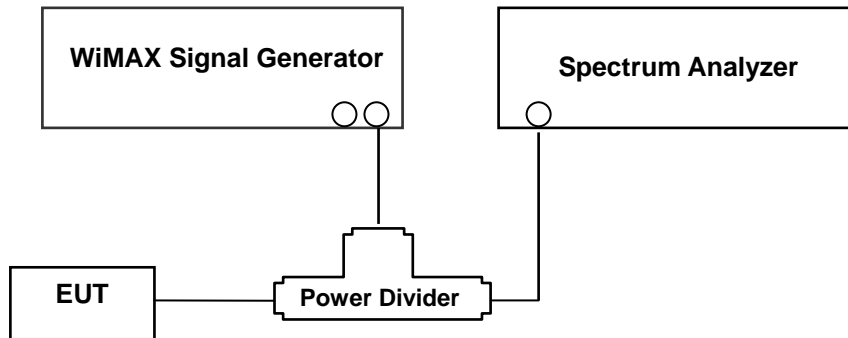 WiMAX Signal Generator
Spectrum Analyzer
EUT
Power Divider